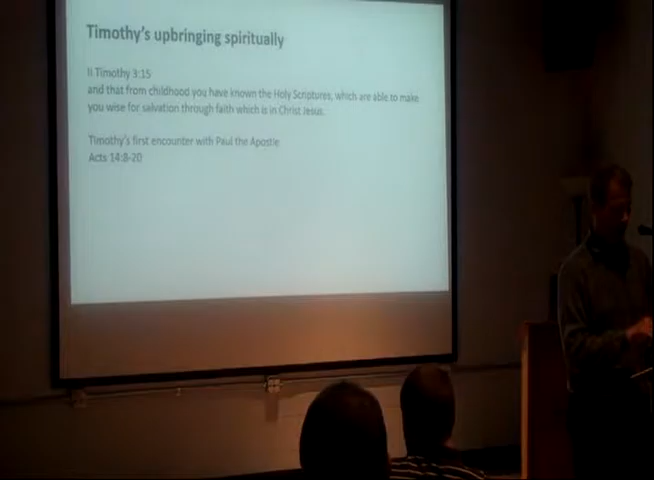 Timothy's upbringing spiritually
II Timothy 3:15
and that from childhood you have known the Holy Scriptures, which are able to make
you wise for salvation through faith which is in Christ Jesus.
Timothy's first encounter with Paul the Apostle
Acts 14:8-20